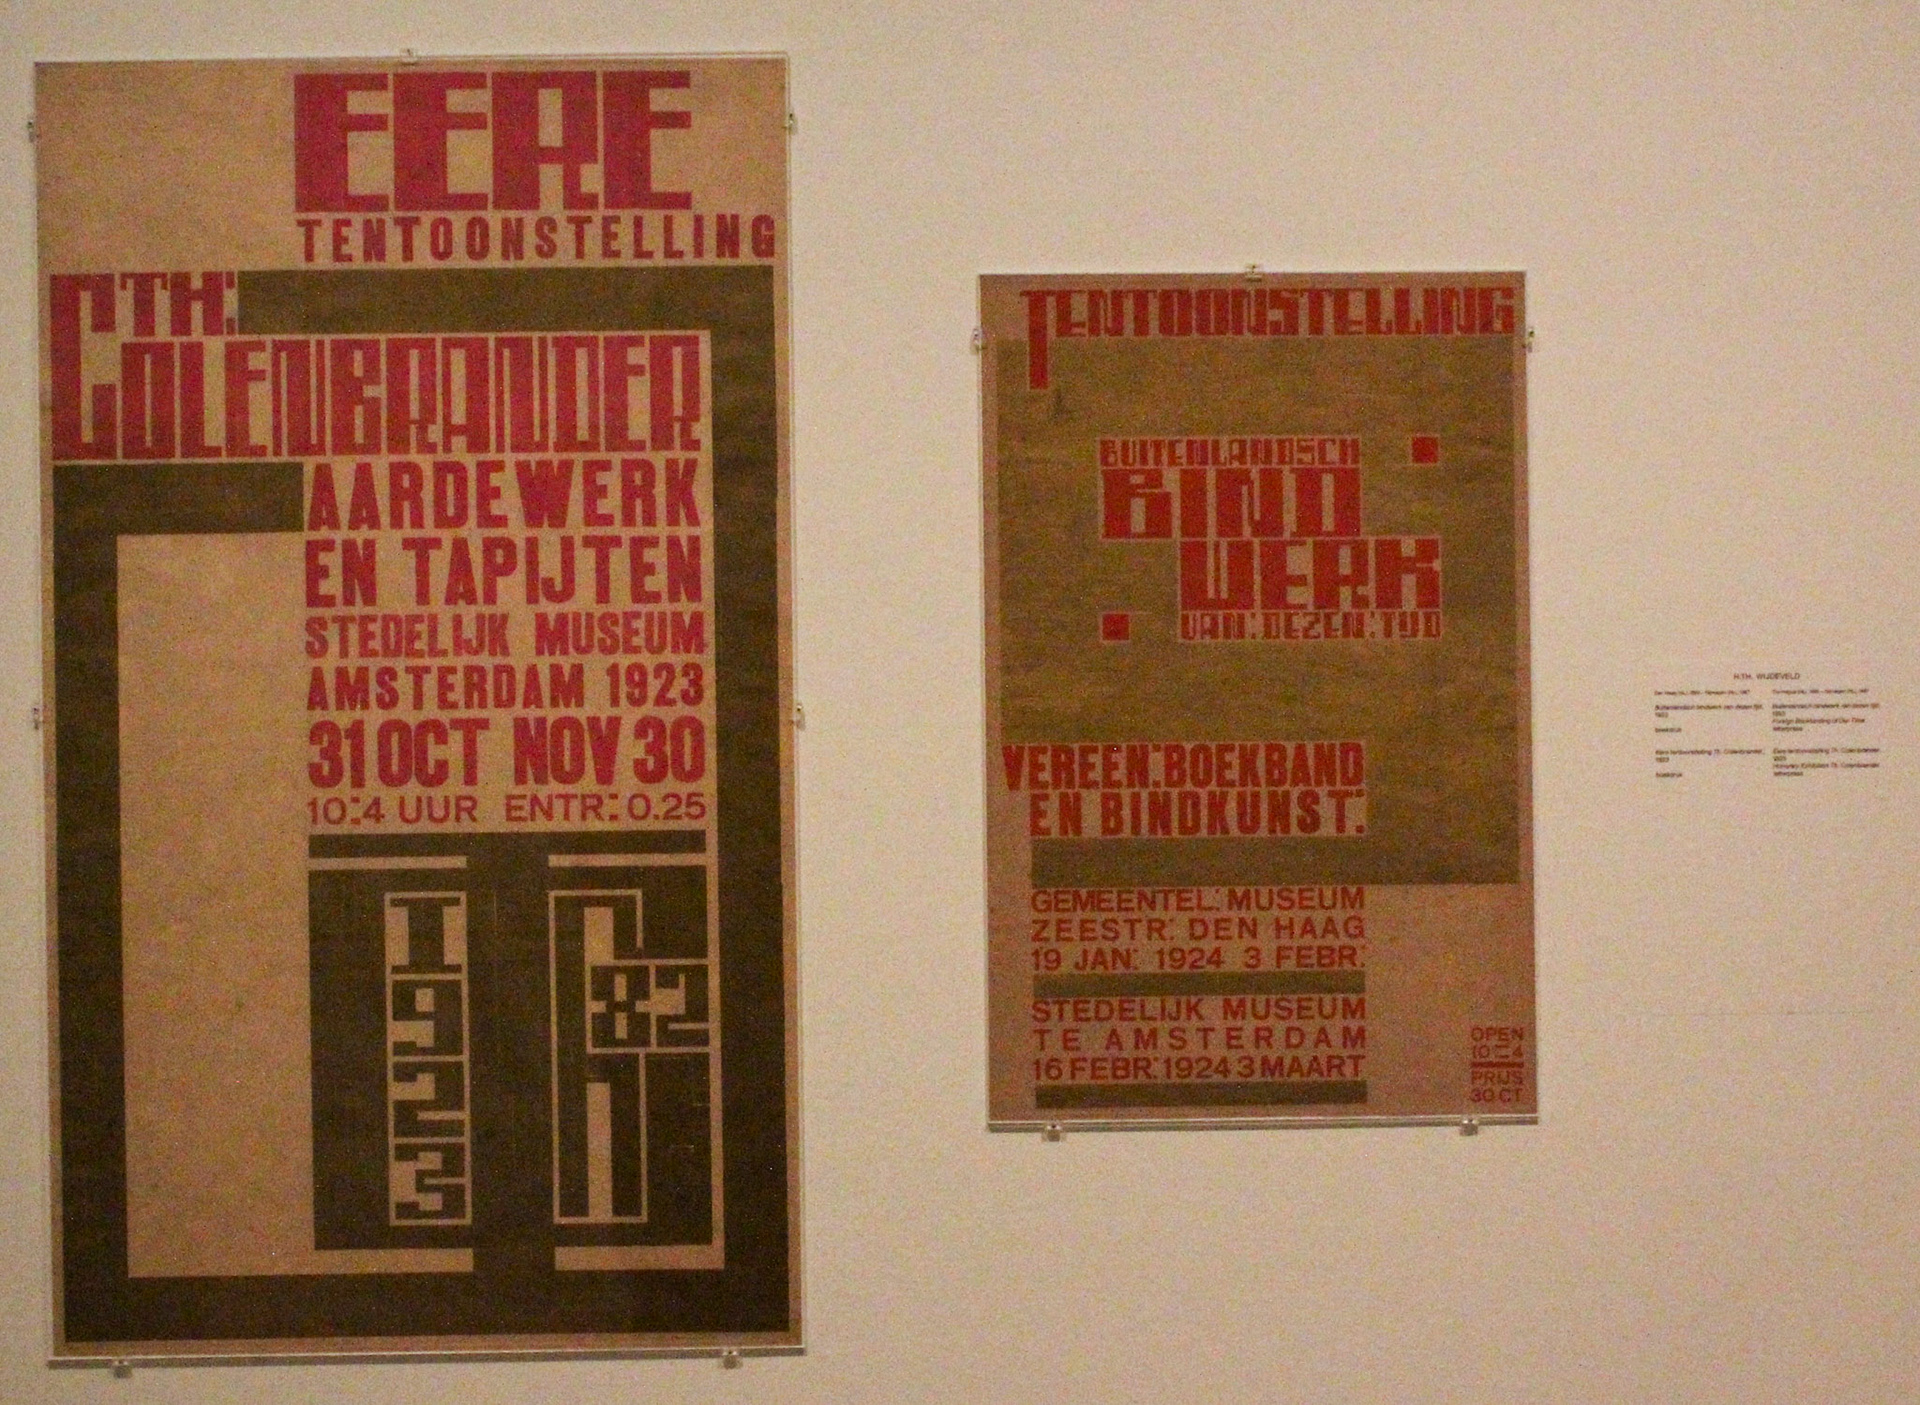 EERE
TENTOONSTELLING
TH:
COLENBRANDER
AARDEWERK
EN TAPIJTEN
STEDELIJK MUSEUM
AMSTERDAM 1923
31 OCT NOV 30
10:4 UUR ENTR: 0.25
1923
82
TENTOONSTELLING
BUITENLANDSCH
BIND
WERK
VAN: DEZEN: TIJD
VEREEN: BOEKBAND
EN BINDKUNST:
GEMEENTEL: MUSEUM
ZEESTR: DEN HAAG
19 JAN: 1924 3 FEBR:
STEDELIJK MUSEUM
TE AMSTERDAM
16 FEBR: 1924 3 MAART
OPEN
10=4
PRIJS
30 CT
H.TH. WIJDEVELD